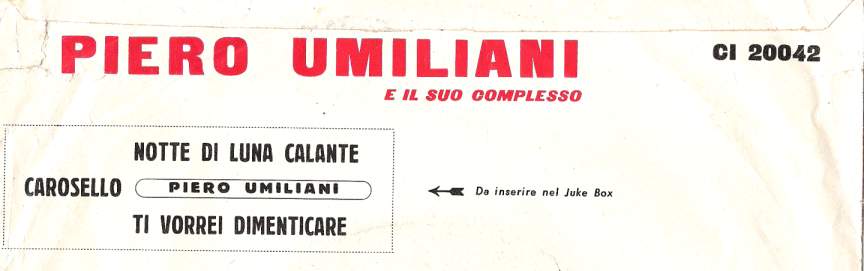 PIERO UMILIANI
CI 20042
E IL SUO COMPLESSO
NOTTE DI LUNA CALANTE
CAROSELLO PIERO UMILIANI
Da inserire nel Juke Box
TI VORREI DIMENTICARE